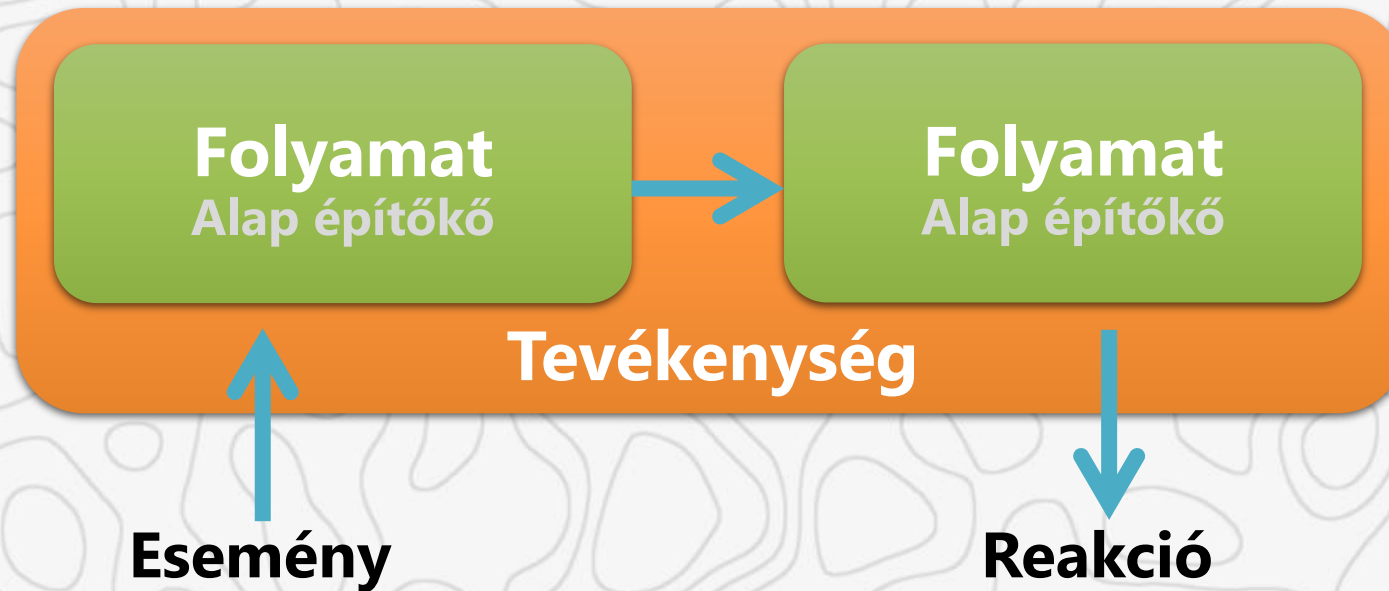 Folyamat
Alap építőkő
Folyamat
Alap építőkő
Tevékenység
Esemény
Reakció